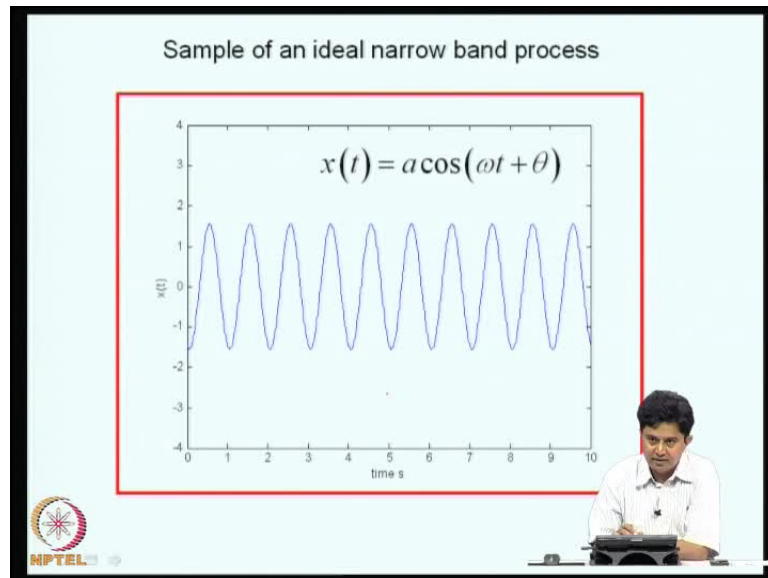 Sample of an ideal narrow band process
x(t) = a cos(ωt + θ)
4
3
2
1
0
-1
-2
-3
-4
x(t)
0 1 2 3 4 5 6 7 8 9 10
time s
NPTEL